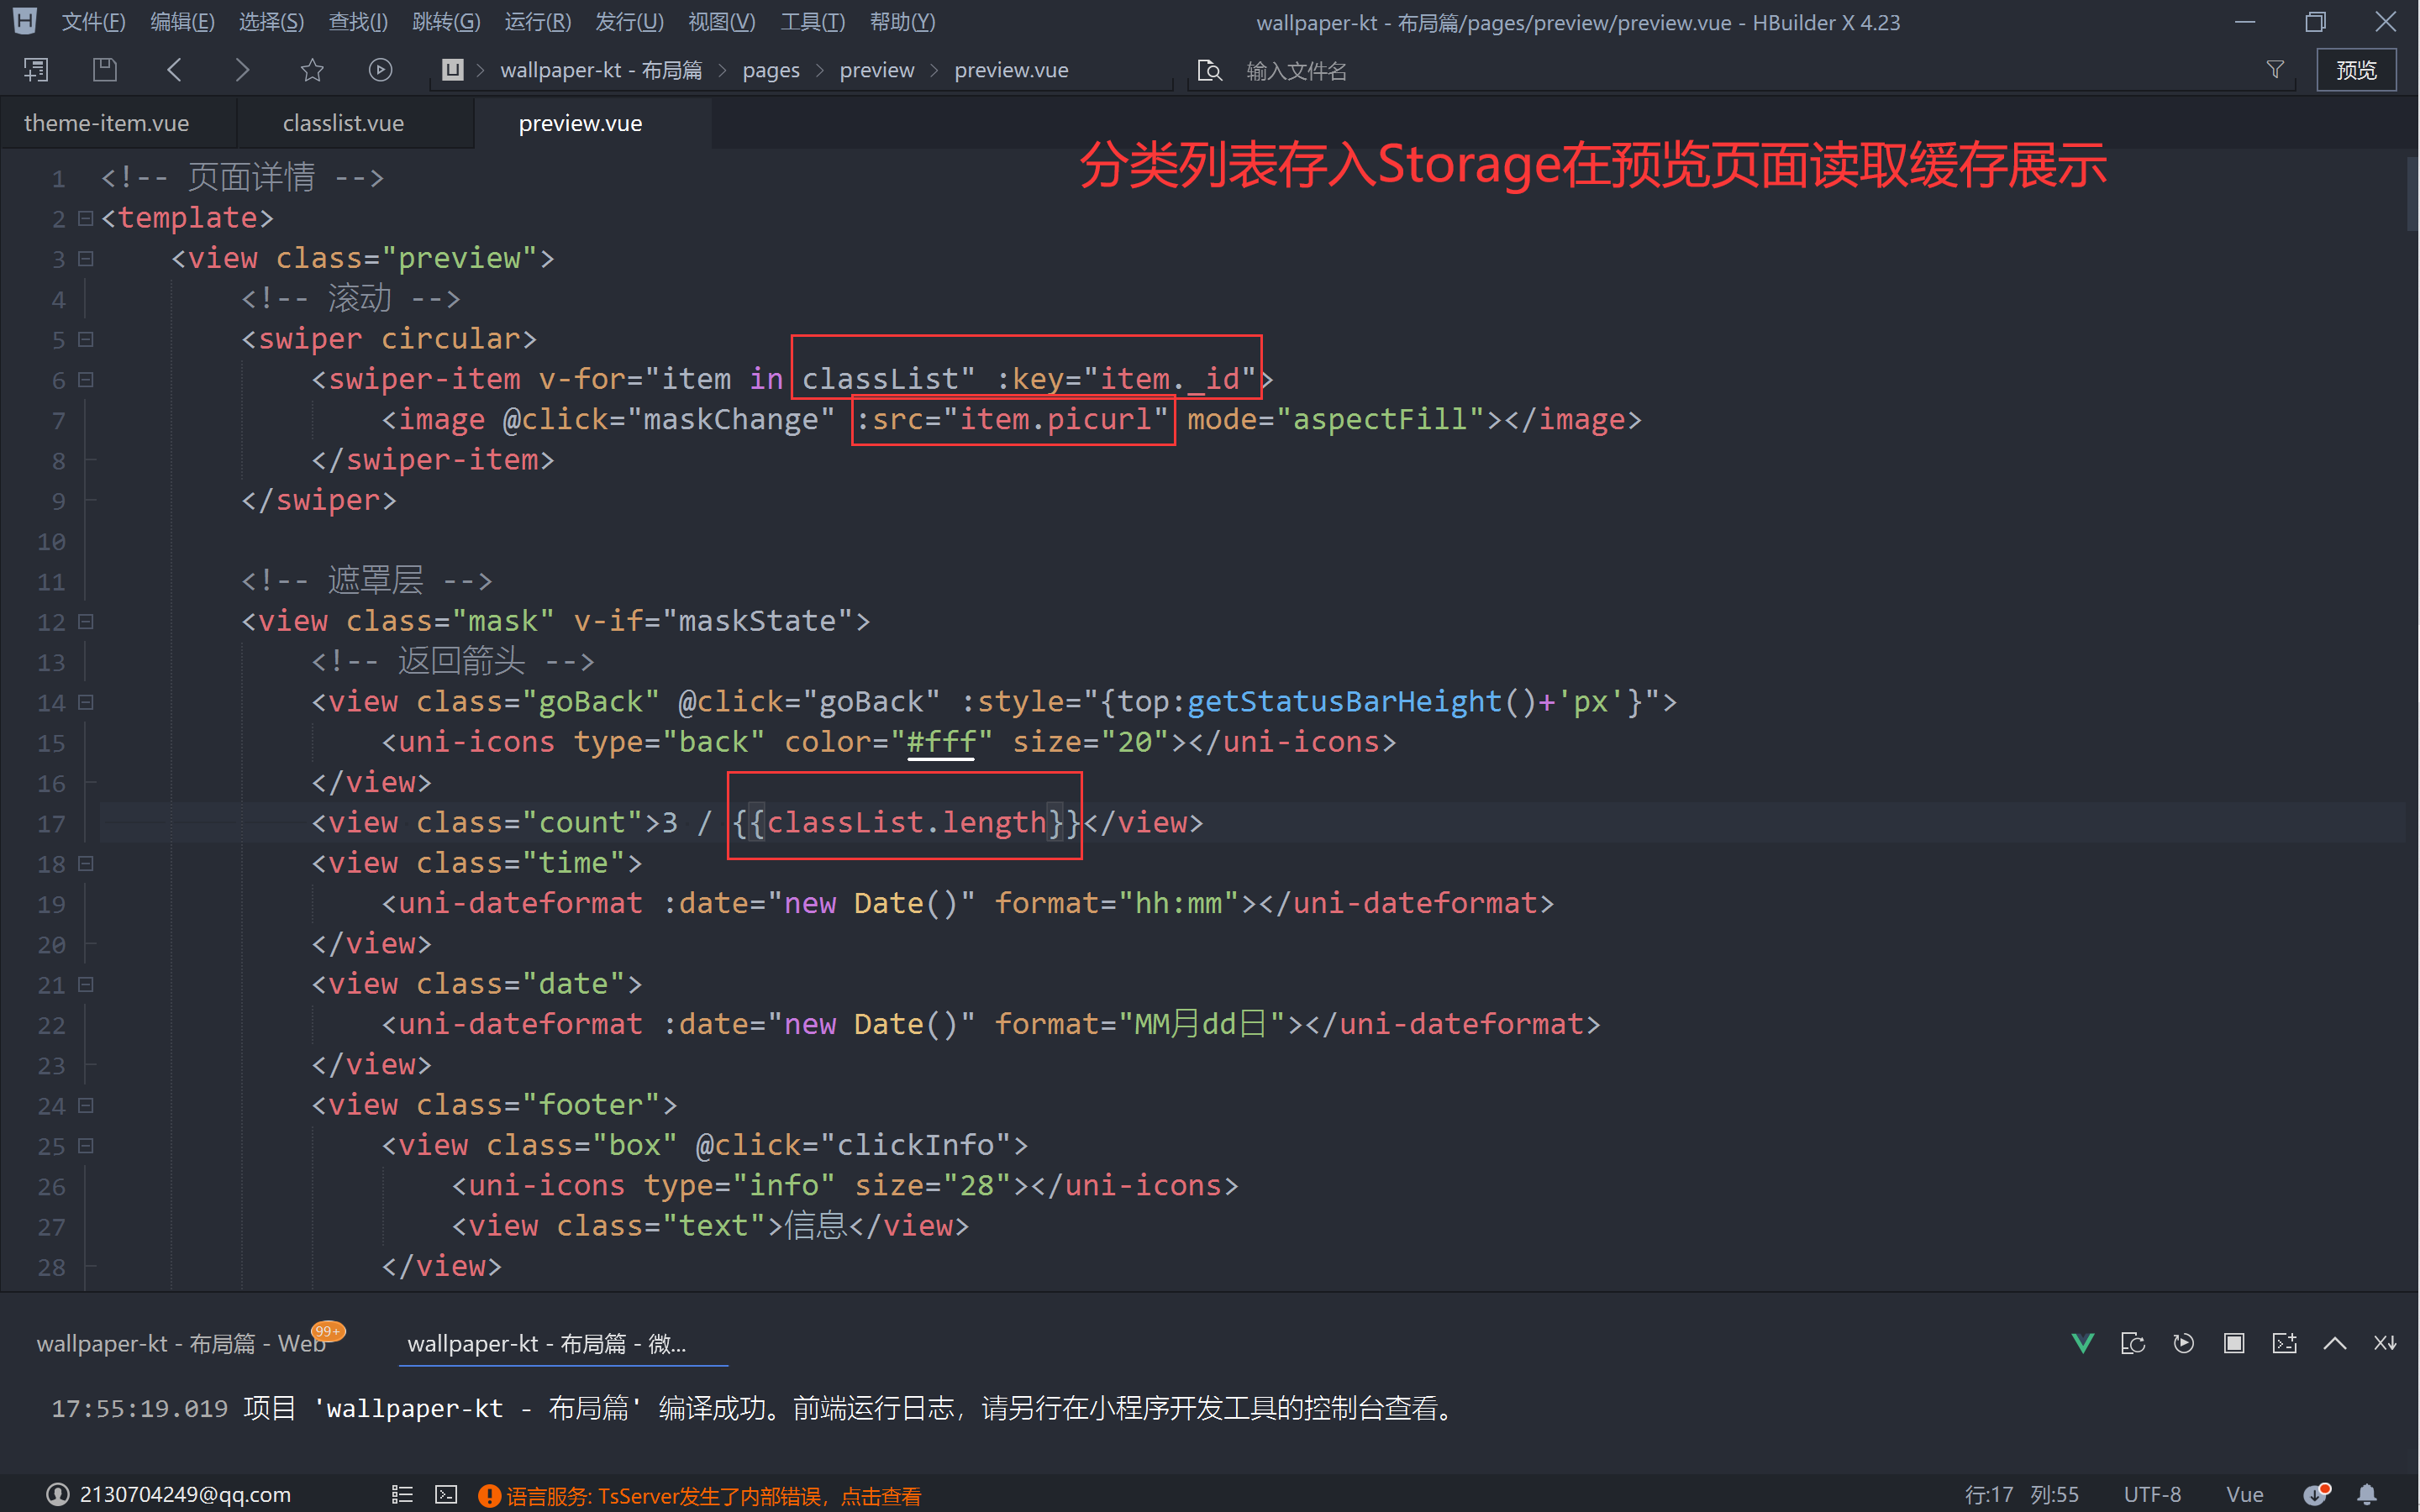 文件(F) 编辑(E) 选择(S) 查找(I) 跳转(G) 运行(R) 发行(U) 视图(V) 工具(T) 帮助(Y) wallpaper-kt - 布局篇/pages/preview/preview.vue - HBuilder X 4.23
wallpaper-kt - 布局篇 > pages > preview > preview.vue 输入文件名 预览
theme-item.vue classlist.vue preview.vue
分类列表存入Storage在预览页面读取缓存展示
1 <!-- 页面详情 -->
2 <template>
3 <view class="preview">
4 <!-- 滚动 -->
5 <swiper circular>
6 <swiper-item v-for="item in classList" :key="item._id">
7 <image @click="maskChange" :src="item.picurl" mode="aspectFill"></image>
8 </swiper-item>
9 </swiper>
10
11 <!-- 遮罩层 -->
12 <view class="mask" v-if="maskState">
13 <!-- 返回箭头 -->
14 <view class="goBack" @click="goBack" :style="{top:getStatusBarHeight()+'px'}">
15 <uni-icons type="back" color="#fff" size="20"></uni-icons>
16 </view>
17 <view class="count">3 / {{classList.length}}</view>
18 <view class="time">
19 <uni-dateformat :date="new Date()" format="hh:mm"></uni-dateformat>
20 </view>
21 <view class="date">
22 <uni-dateformat :date="new Date()" format="MM月dd日"></uni-dateformat>
23 </view>
24 <view class="footer">
25 <view class="box" @click="clickInfo">
26 <uni-icons type="info" size="28"></uni-icons>
27 <view class="text">信息</view>
28 </view>
wallpaper-kt - 布局篇 - Web 99+ wallpaper-kt - 布局篇 - 微...
17:55:19.019 项目 'wallpaper-kt - 布局篇' 编译成功。前端运行日志，请另行在小程序开发工具的控制台查看。
2130704249@qq.com 语言服务: TsServer发生了内部错误，点击查看 行:17 列:55 UTF-8 Vue